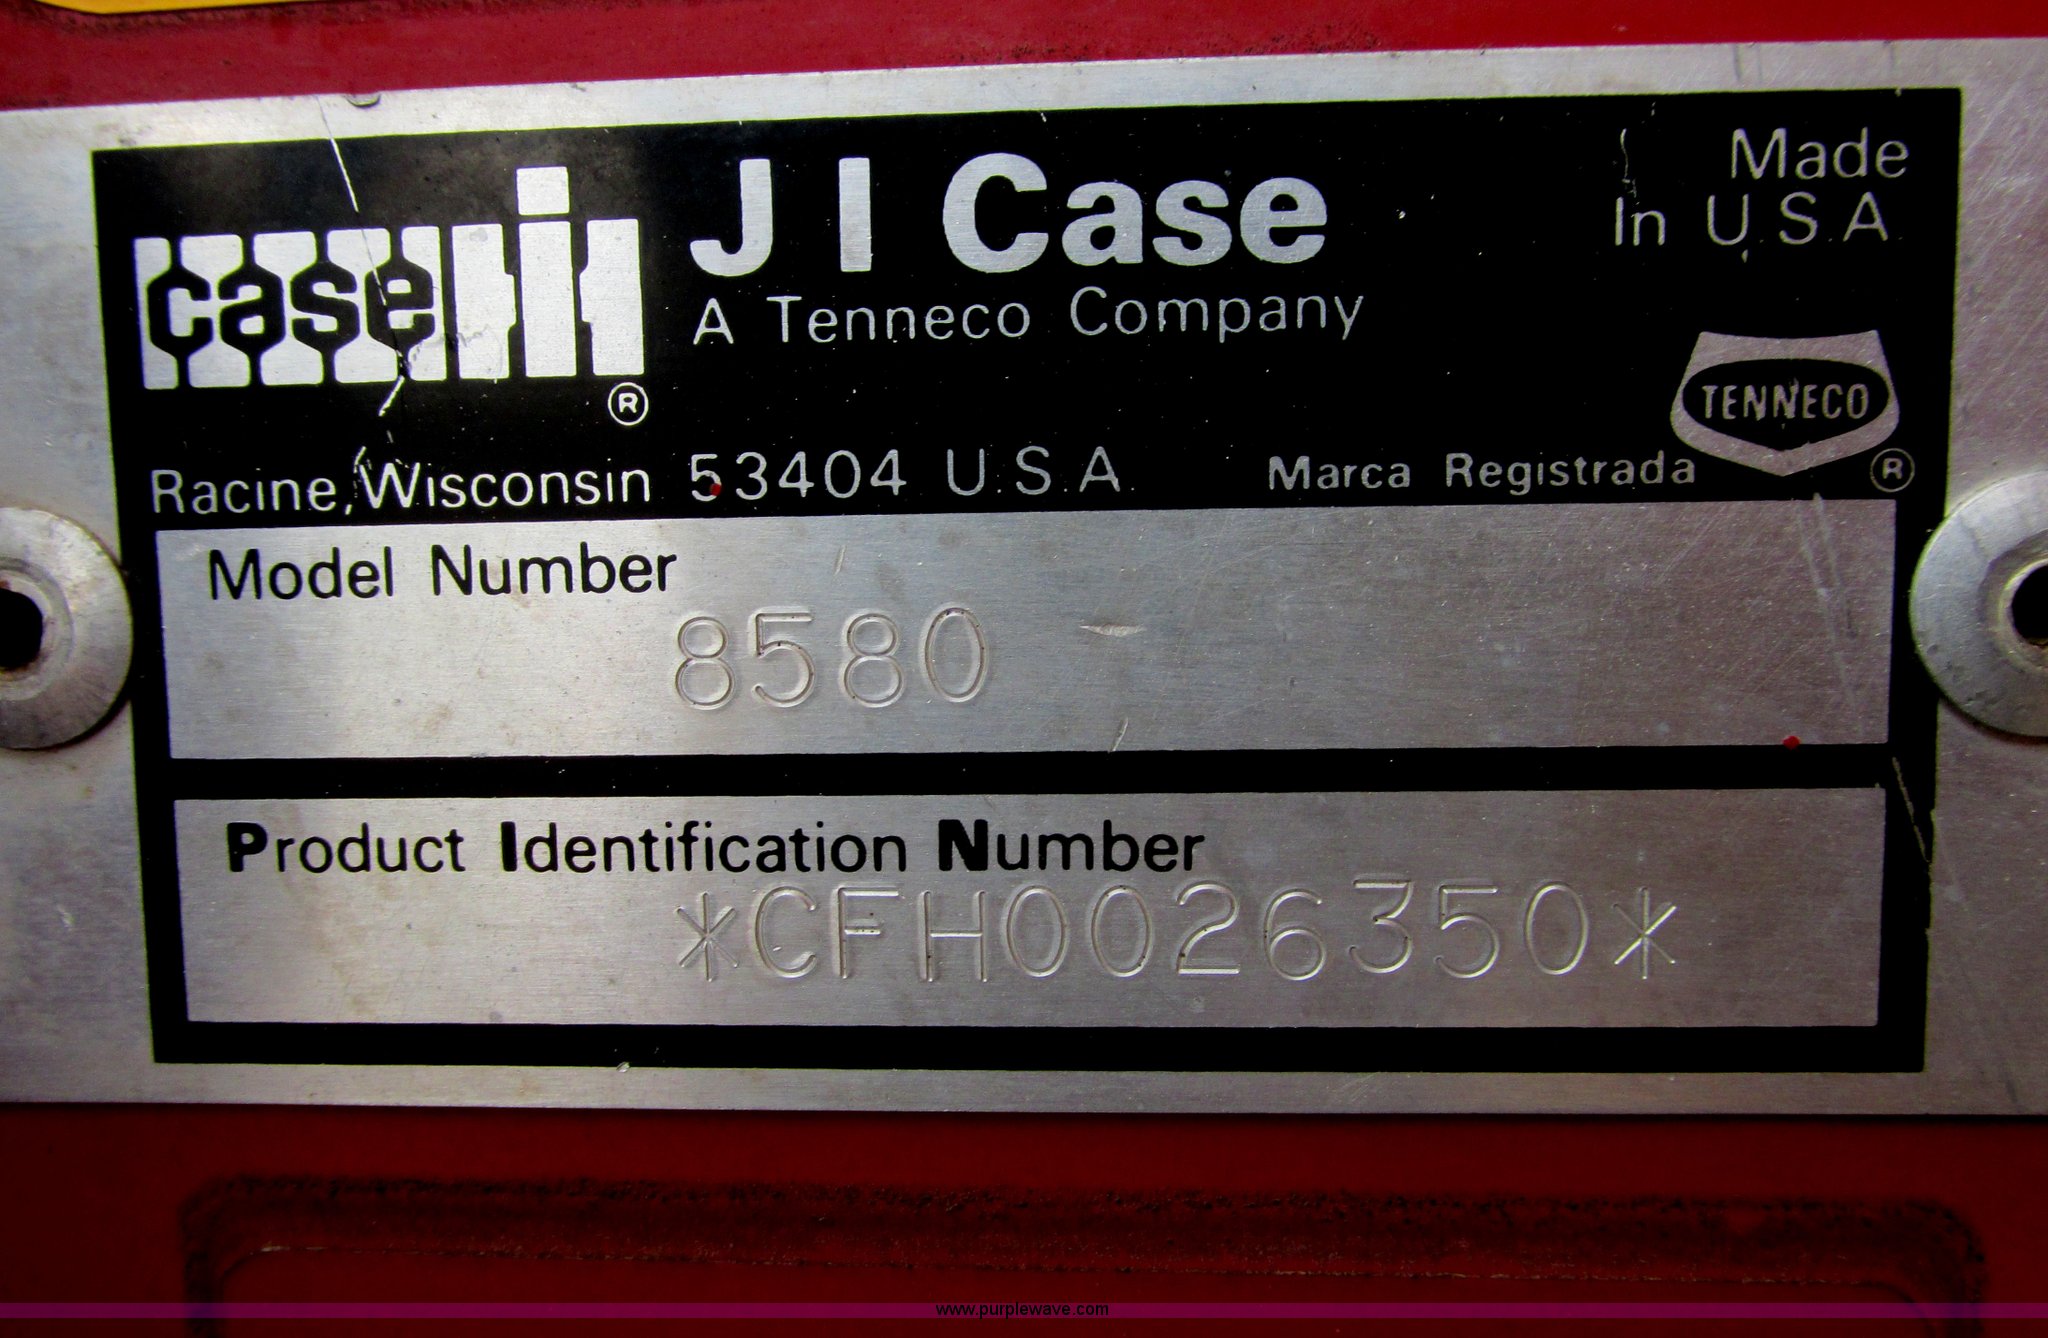 case IH ®
J I Case
A Tenneco Company
Made
In U.S.A.
TENNECO
Racine, Wisconsin 53404 U.S.A.
Marca Registrada ®
Model Number
8580
Product Identification Number
*CFH0026350*
www.purplewave.com